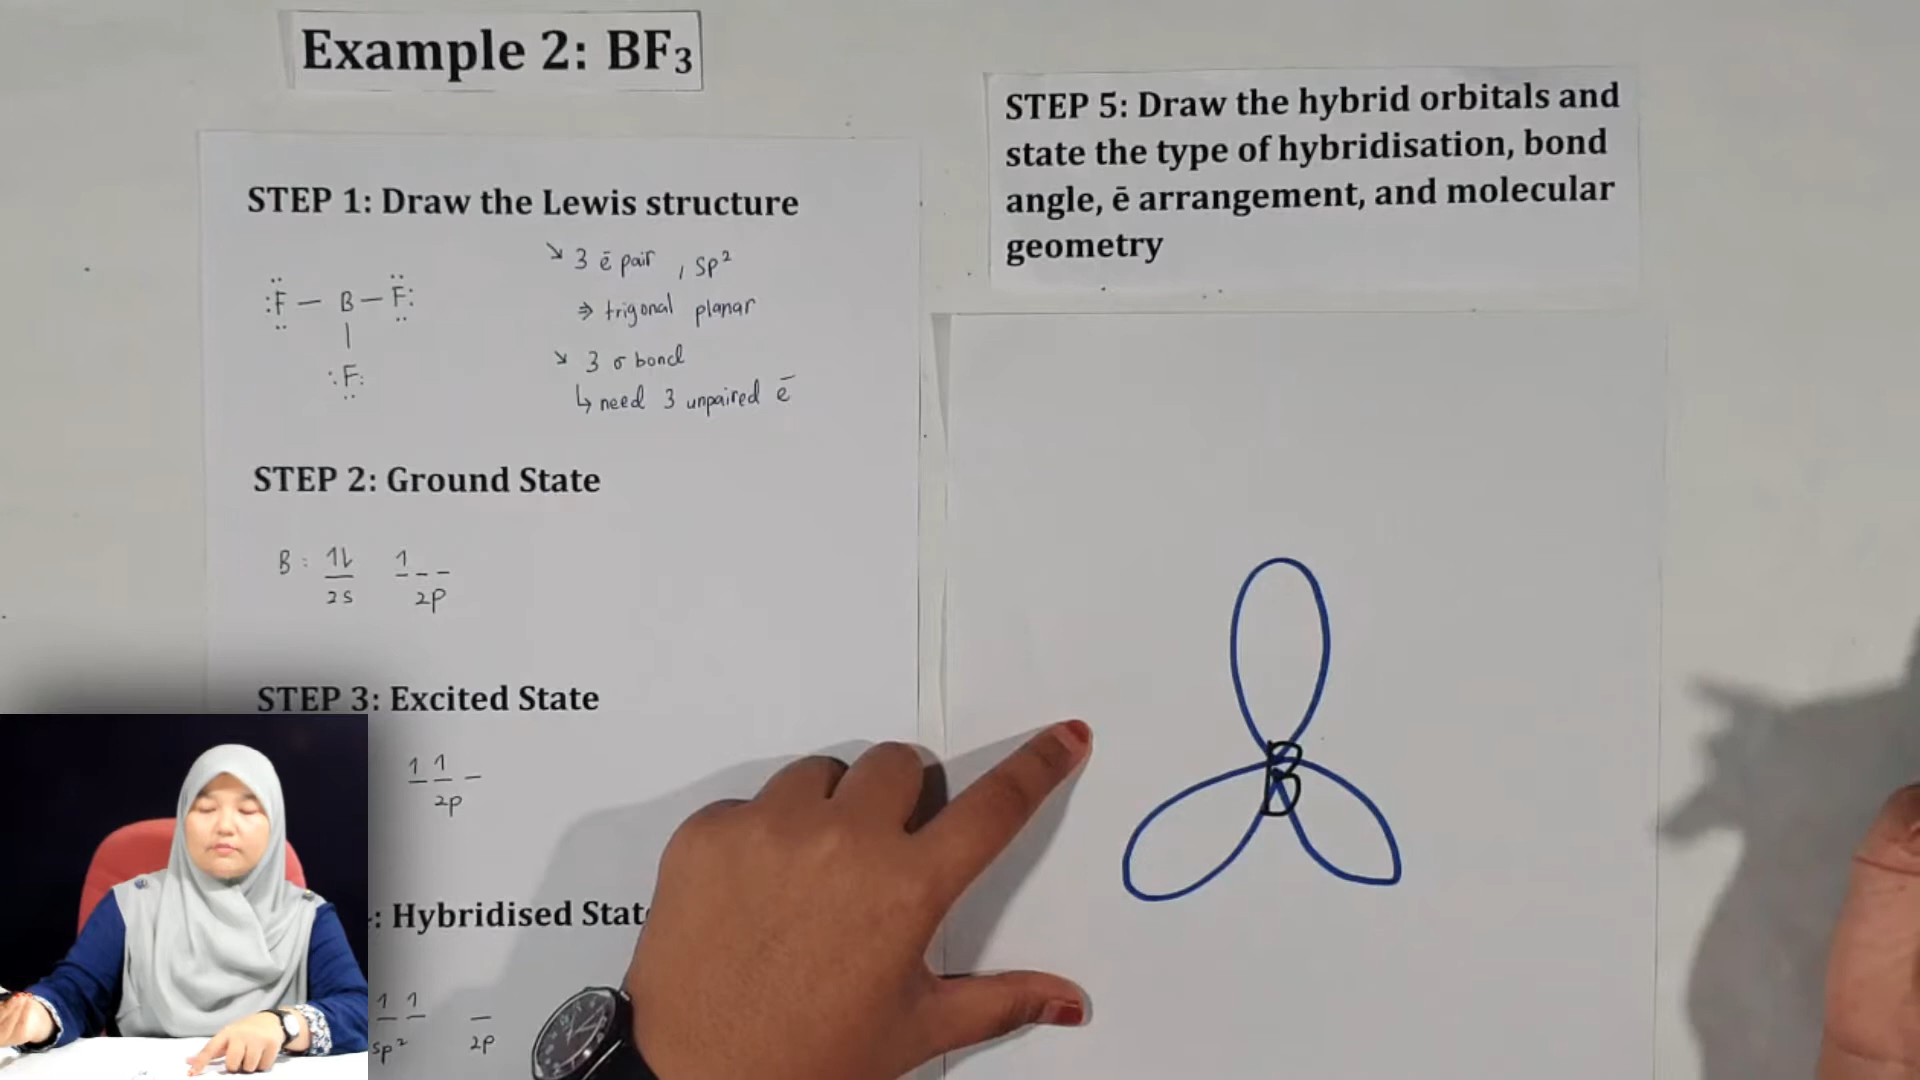 Example 2: BF₃
STEP 1: Draw the Lewis structure
:F — B — F:
|
:F:
↘ 3 ē pair , sp²
⇒ trigonal planar
↘ 3 σ bond
↳ need 3 unpaired ē
STEP 2: Ground State
B : 1l 1 _ _
2s 2p
STEP 3: Excited State
1 1 _
2p
: Hybridised Stat
1 1 _
sp² 2p
STEP 5: Draw the hybrid orbitals and
state the type of hybridisation, bond
angle, ē arrangement, and molecular
geometry
B